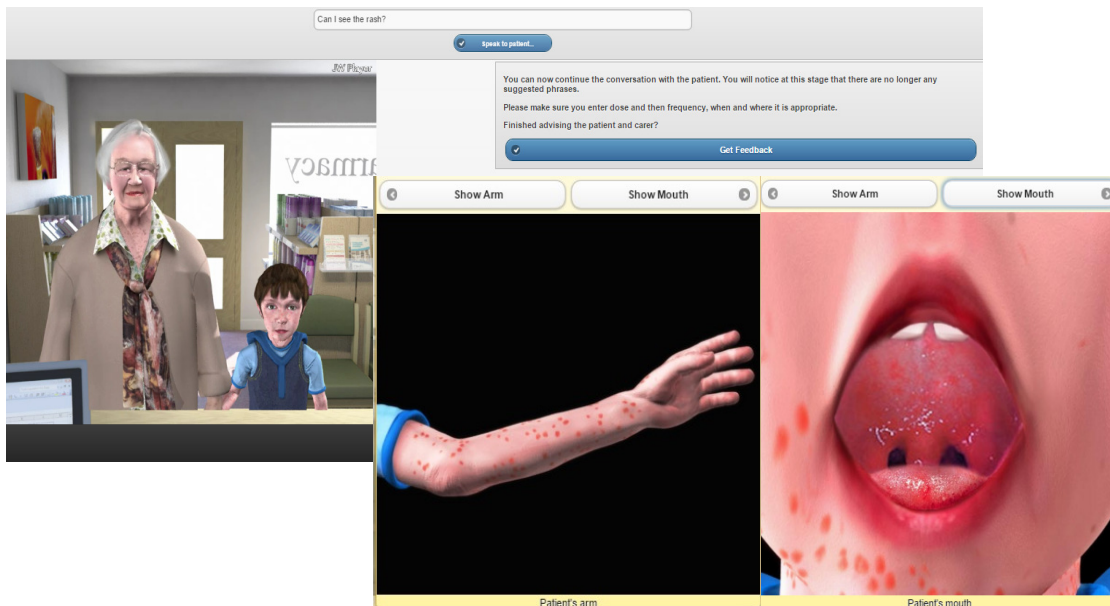 Can I see the rash?
Speak to patient...
JW Player
You can now continue the conversation with the patient. You will notice at this stage that there are no longer any
suggested phrases.
Please make sure you enter dose and then frequency, when and where it is appropriate.
Finished advising the patient and carer?
Get Feedback
armacy
Show Arm
Show Mouth
Show Arm
Show Mouth
Patient's arm
Patient's mouth